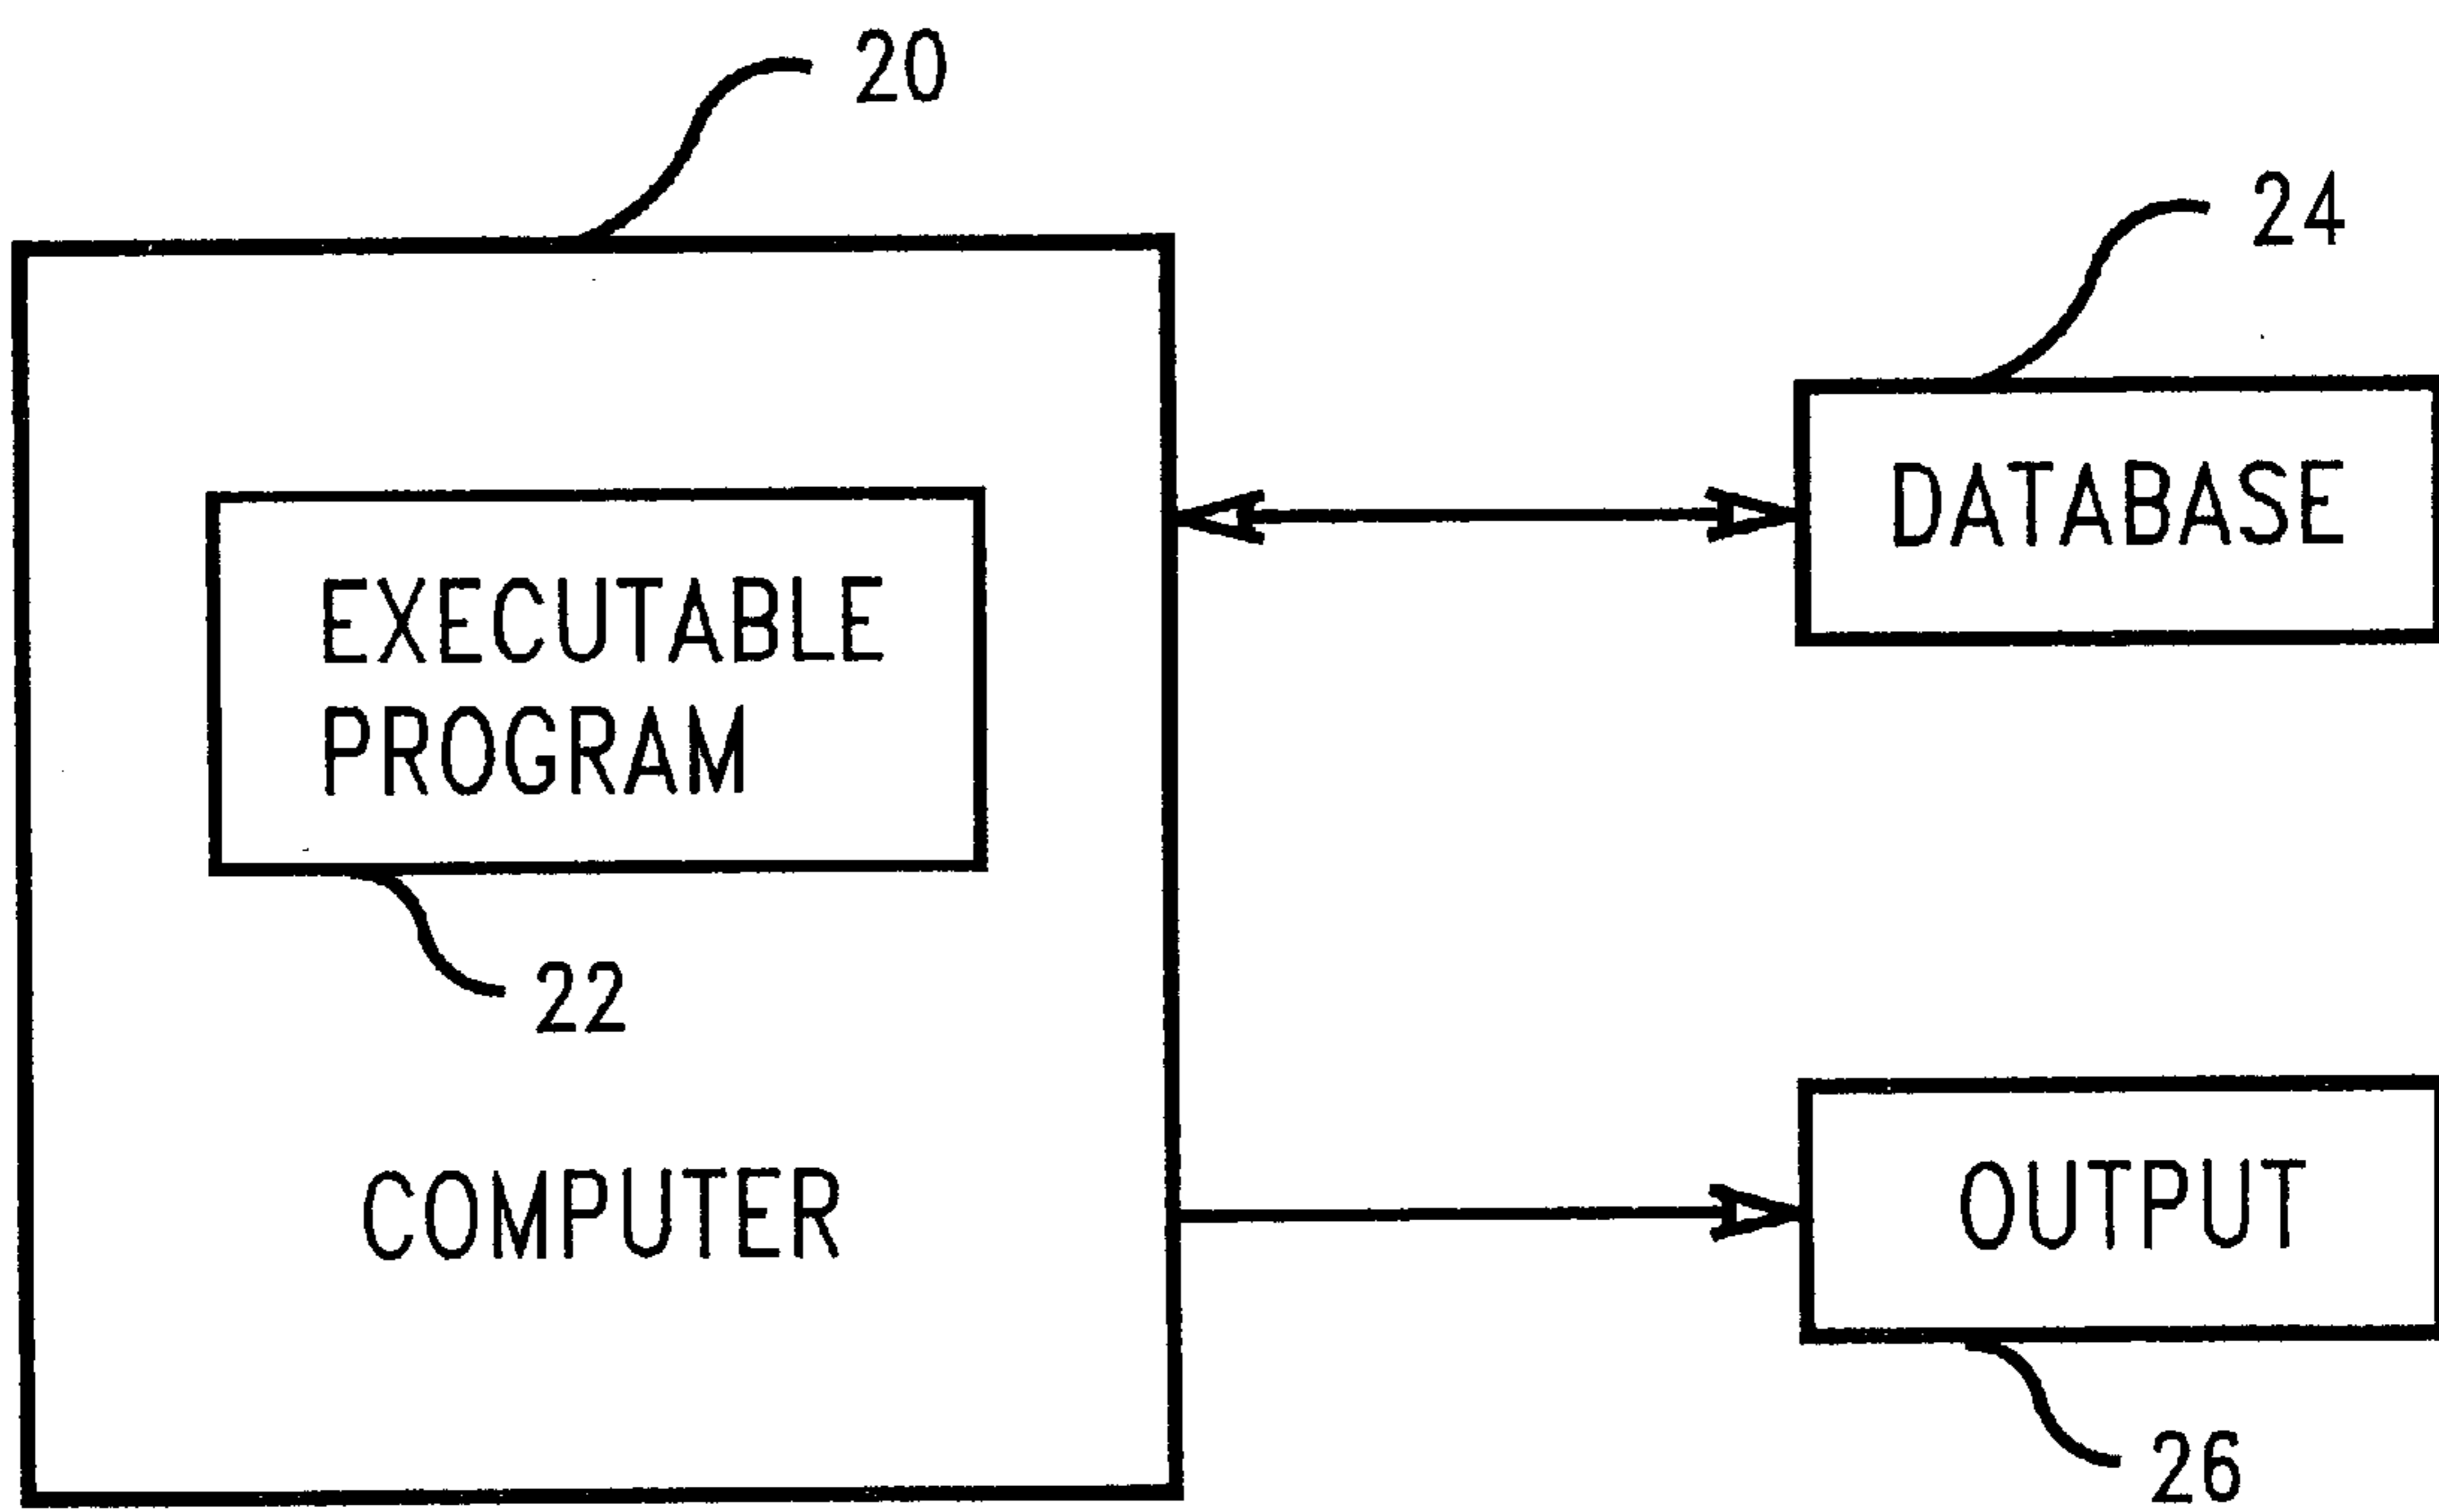 20
24
DATABASE
EXECUTABLE
PROGRAM
22
COMPUTER
OUTPUT
26